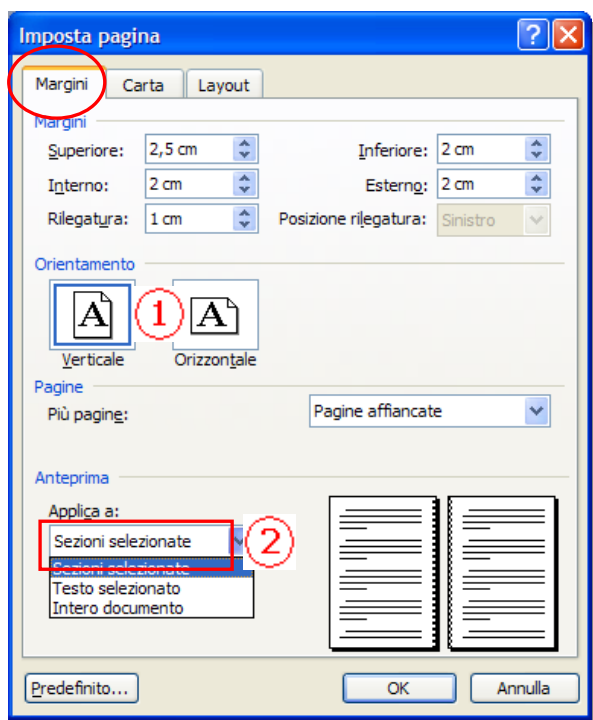 Imposta pagina
Margini Carta Layout
Margini
Superiore: 2,5 cm Inferiore: 2 cm
Interno: 2 cm Esterno: 2 cm
Rilegatura: 1 cm Posizione rilegatura: Sinistro
Orientamento
A 1 A
Verticale Orizzontale
Pagine
Più pagine: Pagine affiancate
Anteprima
Applica a:
Sezioni selezionate 2
Sezioni selezionate
Testo selezionato
Intero documento
Predefinito... OK Annulla